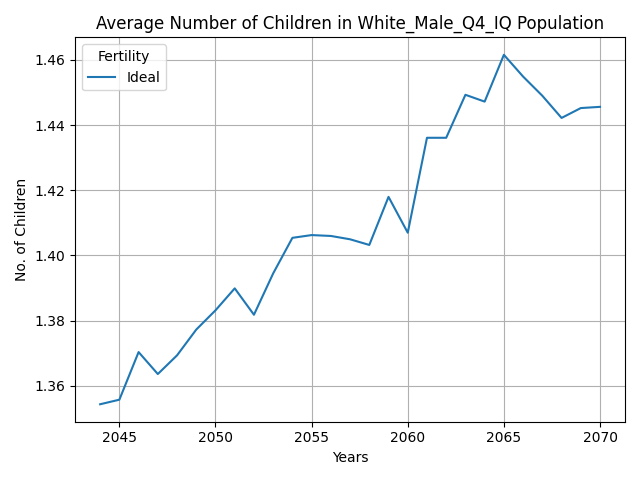 Average Number of Children in White_Male_Q4_IQ Population
Fertility
Ideal
No. of Children
1.46
1.44
1.42
1.40
1.38
1.36
2045 2050 2055 2060 2065 2070
Years